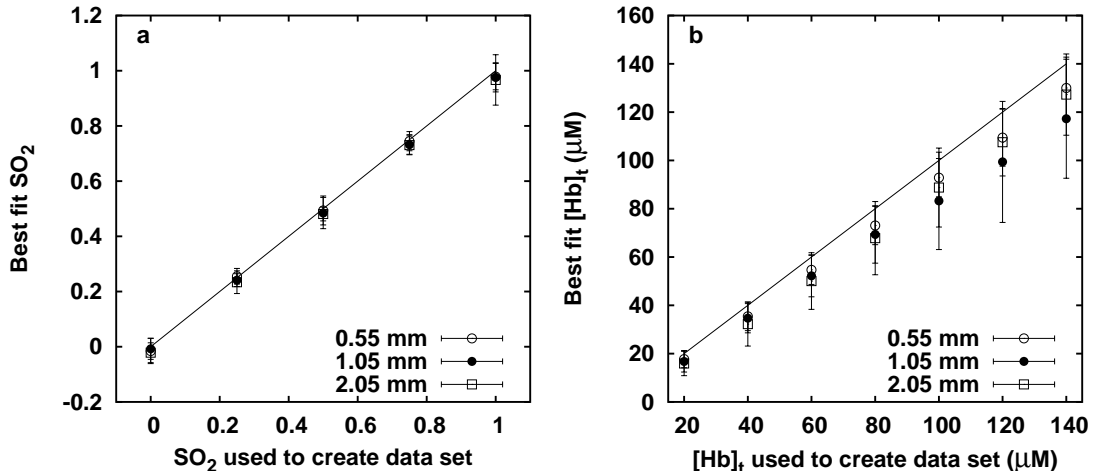 a
1.2
1
0.8
0.6
0.4
0.2
0
-0.2
Best fit SO2
0 0.2 0.4 0.6 0.8 1
SO2 used to create data set
0.55 mm
1.05 mm
2.05 mm
b
160
140
120
100
80
60
40
20
0
Best fit [Hb]t (μM)
20 40 60 80 100 120 140
[Hb]t used to create data set (μM)
0.55 mm
1.05 mm
2.05 mm